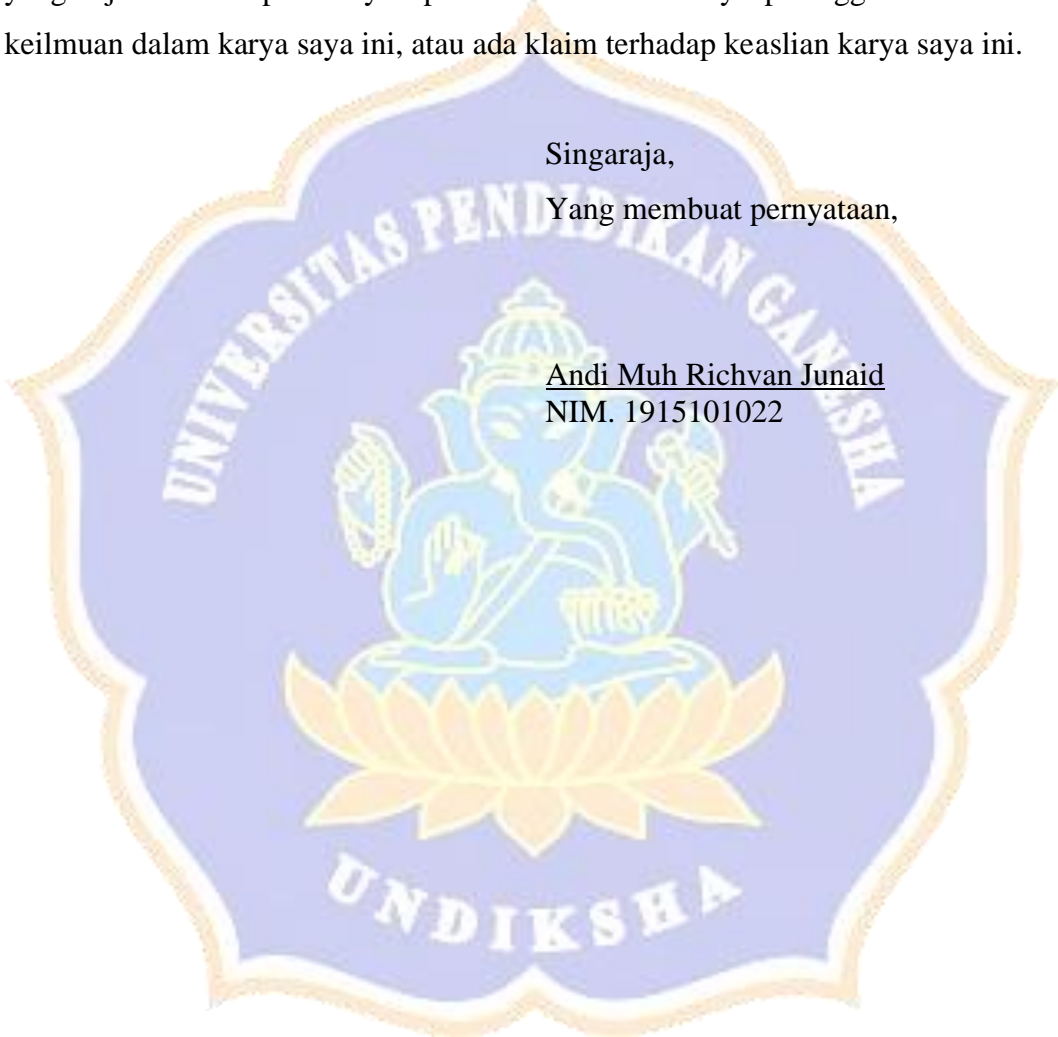 keilmuan dalam karya saya ini, atau ada klaim terhadap keaslian karya saya ini.
Singaraja,
Yang membuat pernyataan,
Andi Muh Richvan Junaid
NIM. 1915101022
UNIVERSITAS PENDIDIKAN GANESHA
UNDIKSHA